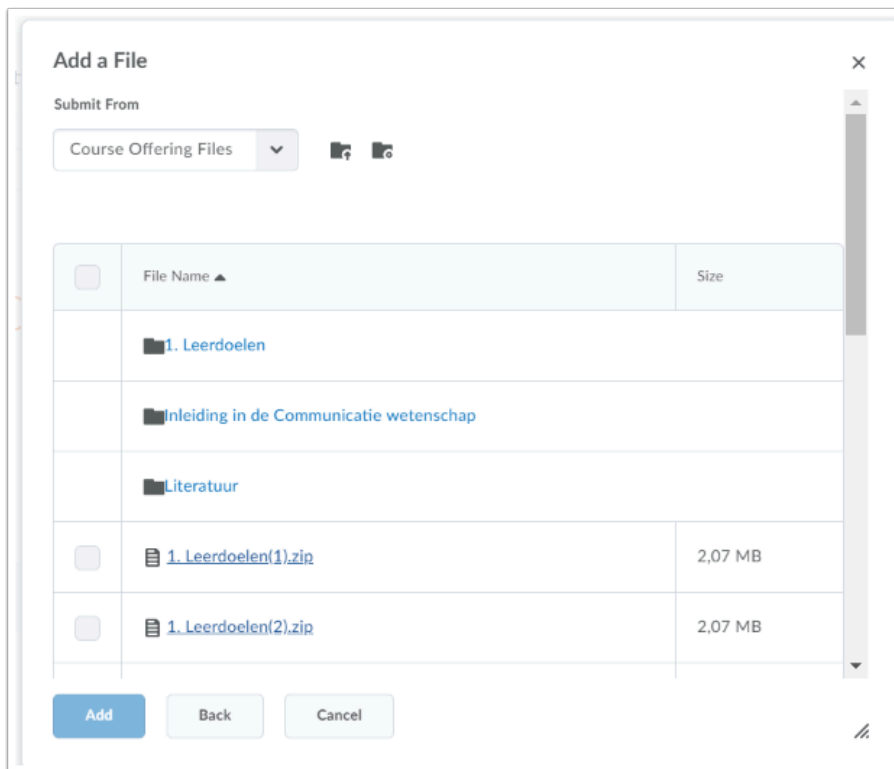 Add a File
Submit From
Course Offering Files
File Name Size
1. Leerdoelen
Inleiding in de Communicatie wetenschap
Literatuur
1. Leerdoelen(1).zip 2,07 MB
1. Leerdoelen(2).zip 2,07 MB
Add Back Cancel